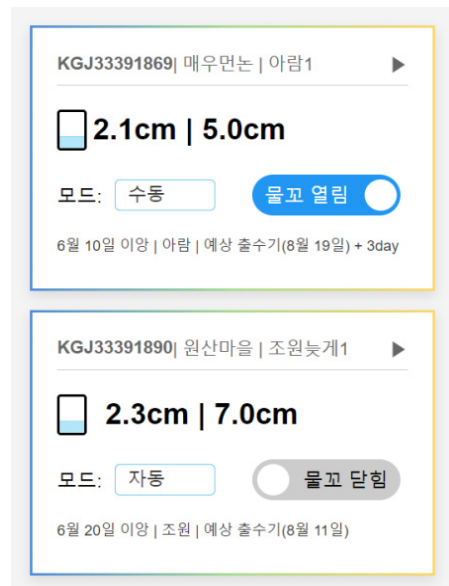 KGJ33391869| 매우먼논 | 아람1
2.1cm | 5.0cm
모드: 수동 물꼬 열림
6월 10일 이앙 | 아람 | 예상 출수기(8월 19일) + 3day
KGJ33391890| 원산마을 | 조원늦게1
2.3cm | 7.0cm
모드: 자동 물꼬 닫힘
6월 20일 이앙 | 조원 | 예상 출수기(8월 11일)